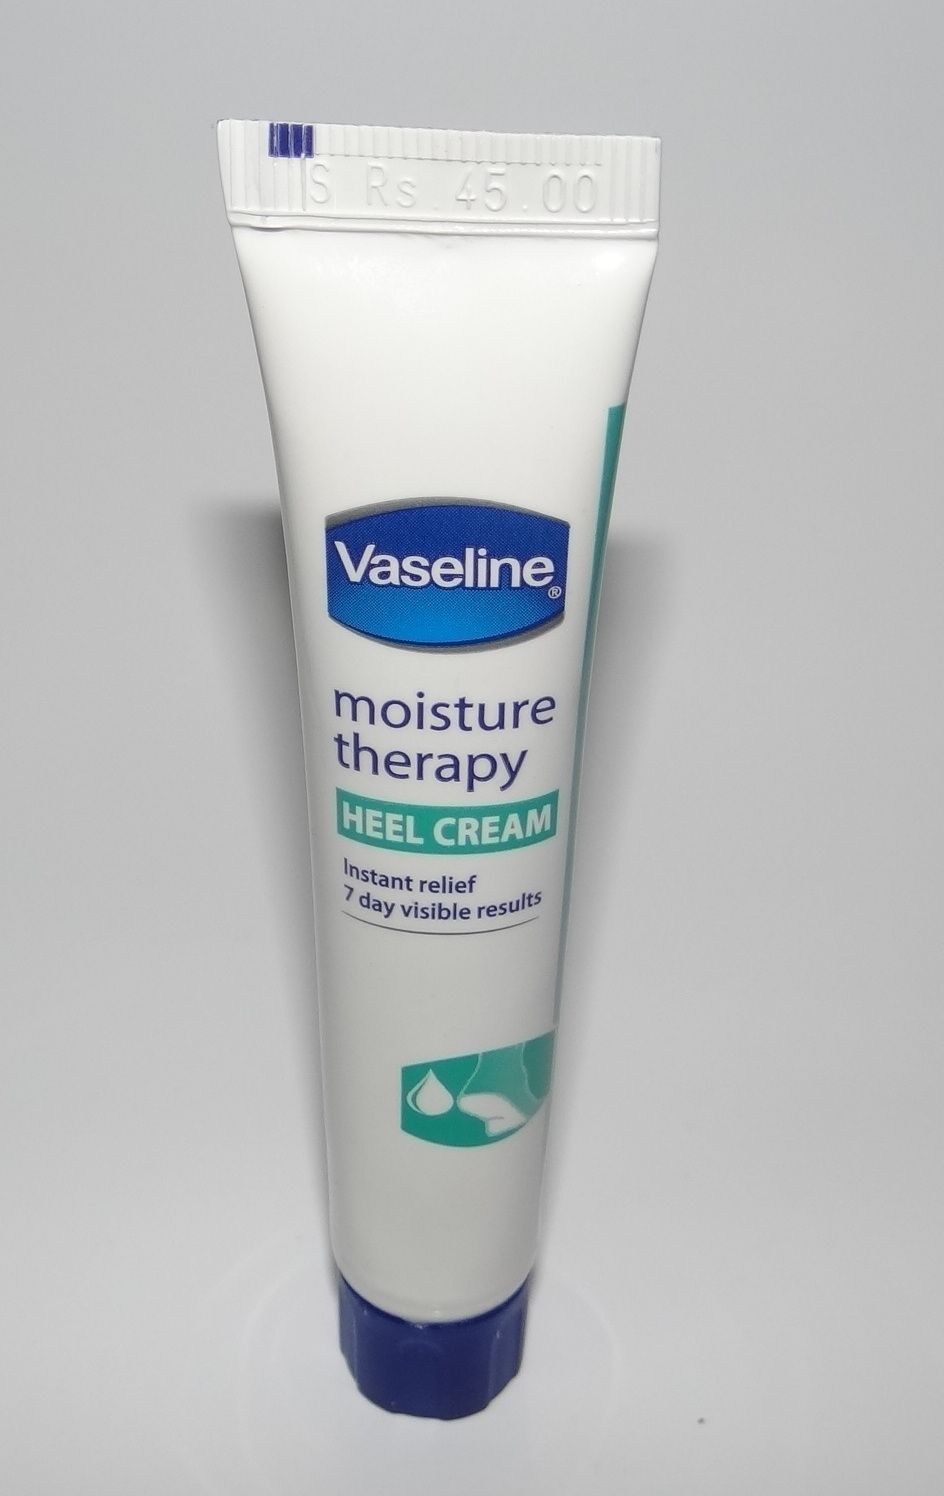 S Rs. 45.00
Vaseline®
moisture
therapy
HEEL CREAM
Instant relief
7 day visible results